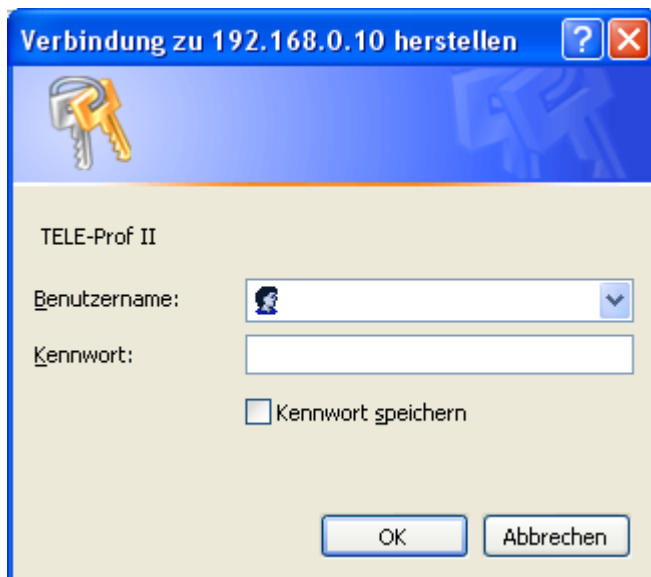 Verbindung zu 192.168.0.10 herstellen
TELE-Prof II
Benutzername:
Kennwort:
Kennwort speichern
OK
Abbrechen